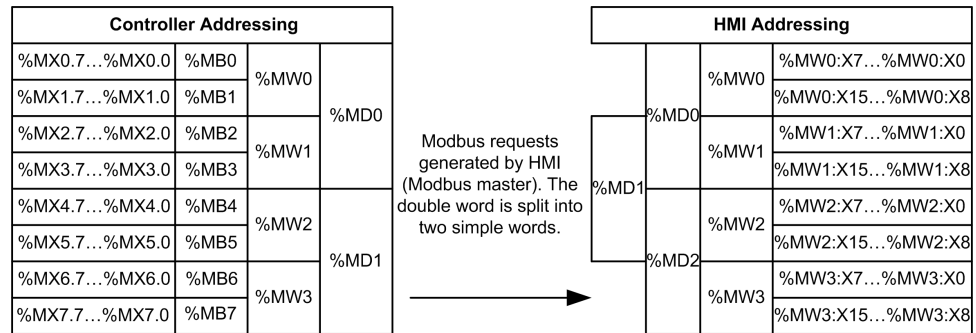 Controller Addressing
%MX0.7…%MX0.0 %MB0 %MW0 %MD0
%MX1.7…%MX1.0 %MB1
%MX2.7…%MX2.0 %MB2 %MW1
%MX3.7…%MX3.0 %MB3
%MX4.7…%MX4.0 %MB4 %MW2 %MD1
%MX5.7…%MX5.0 %MB5
%MX6.7…%MX6.0 %MB6 %MW3
%MX7.7…%MX7.0 %MB7
Modbus requests
generated by HMI
(Modbus master). The
double word is split into
two simple words.
HMI Addressing
%MD0 %MW0 %MW0:X7…%MW0:X0
%MW0:X15…%MW0:X8
%MD1 %MW1 %MW1:X7…%MW1:X0
%MW1:X15…%MW1:X8
%MD2 %MW2 %MW2:X7…%MW2:X0
%MW2:X15…%MW2:X8
%MW3 %MW3:X7…%MW3:X0
%MW3:X15…%MW3:X8